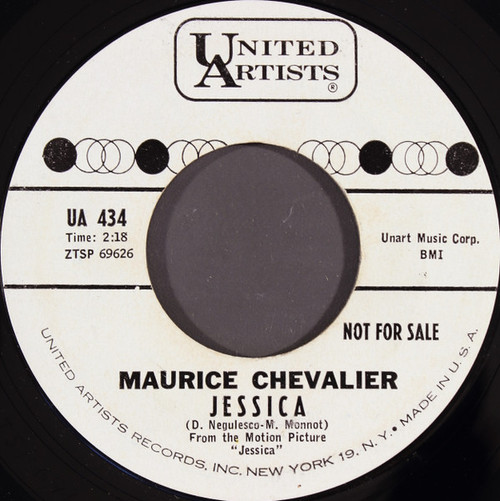 UNITED
ARTISTS
®
UA 434
Time: 2:18
ZTSP 69626
Unart Music Corp.
BMI
NOT FOR SALE
MAURICE CHEVALIER
JESSICA
(D. Negulesco-M. Monnot)
From the Motion Picture
"Jessica"
UNITED ARTISTS RECORDS, INC. NEW YORK 19, N. Y. • MADE IN U. S. A.